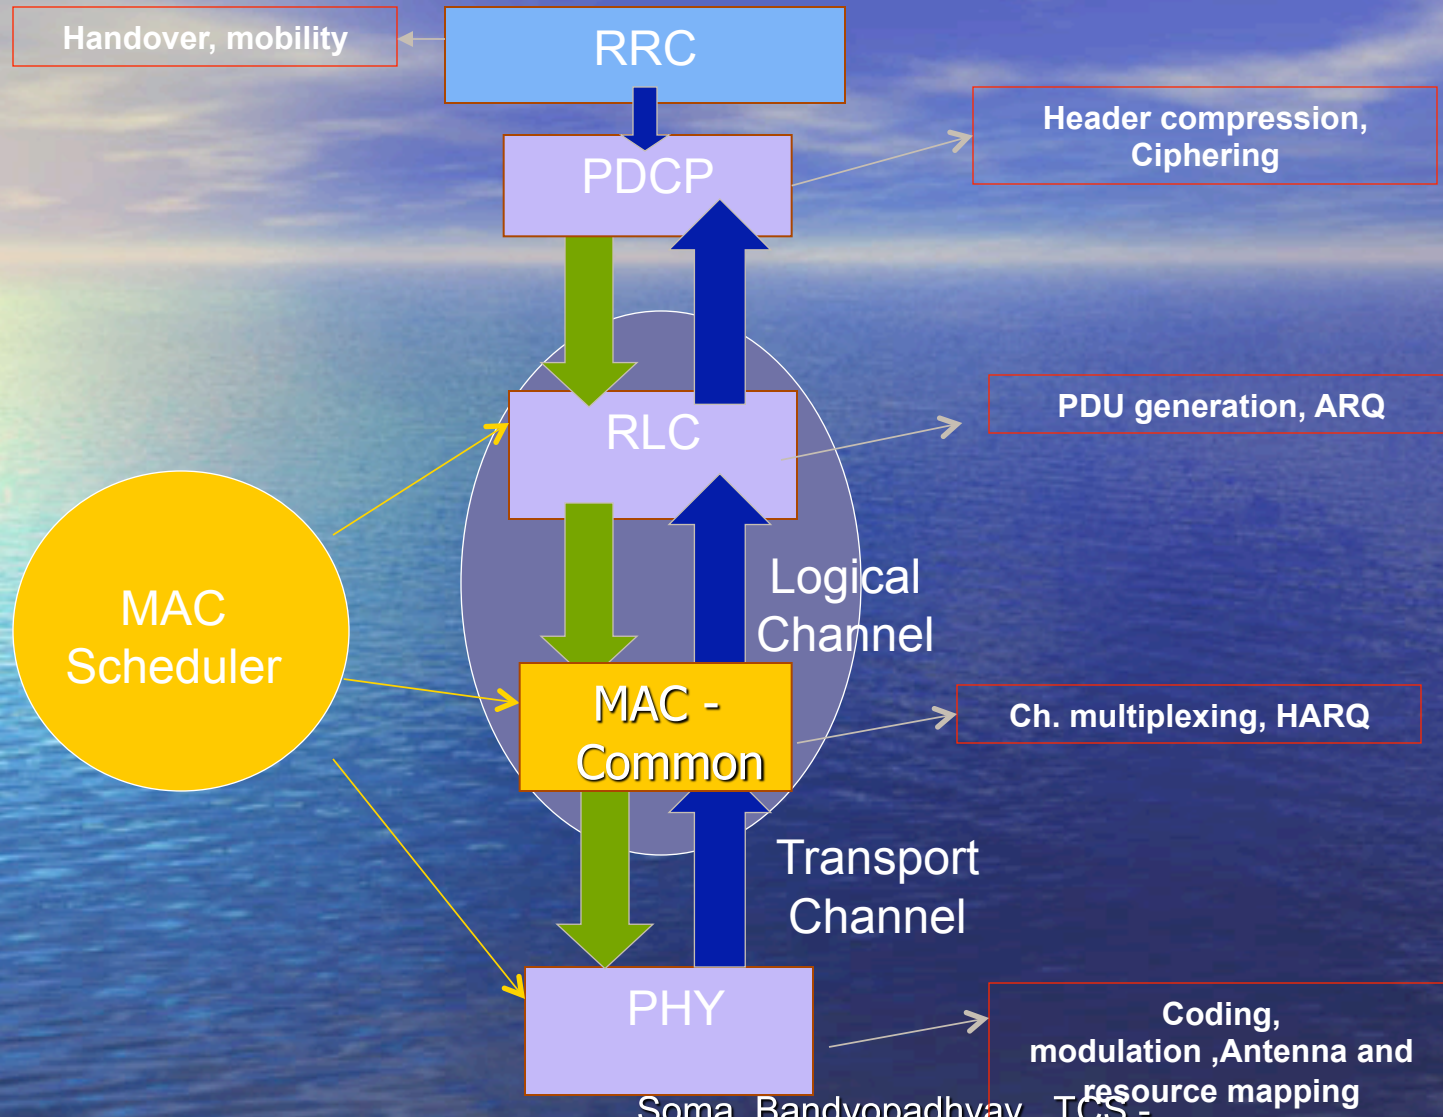 Handover, mobility
RRC
Header compression,
Ciphering
PDCP
PDU generation, ARQ
RLC
Logical
Channel
MAC
Scheduler
MAC -
Common
Ch. multiplexing, HARQ
Transport
Channel
PHY
Coding,
modulation ,Antenna and
resource mapping
Soma Bandyopadhyay TCS -